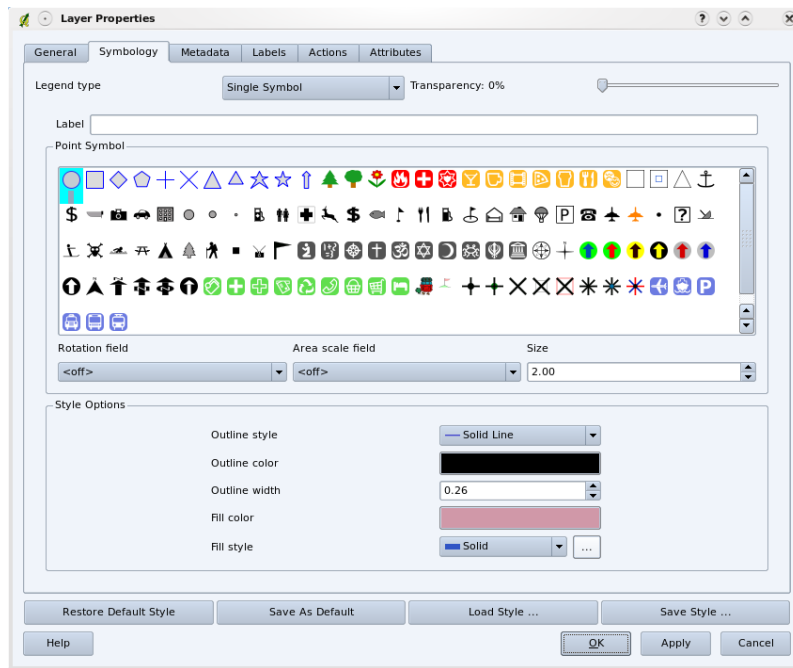 Layer Properties
General Symbology Metadata Labels Actions Attributes
Legend type Single Symbol Transparency: 0%
Label
Point Symbol
Rotation field Area scale field Size
<off> <off> 2.00
Style Options
Outline style Solid Line
Outline color
Outline width 0.26
Fill color
Fill style Solid ...
Restore Default Style Save As Default Load Style ... Save Style ...
Help OK Apply Cancel